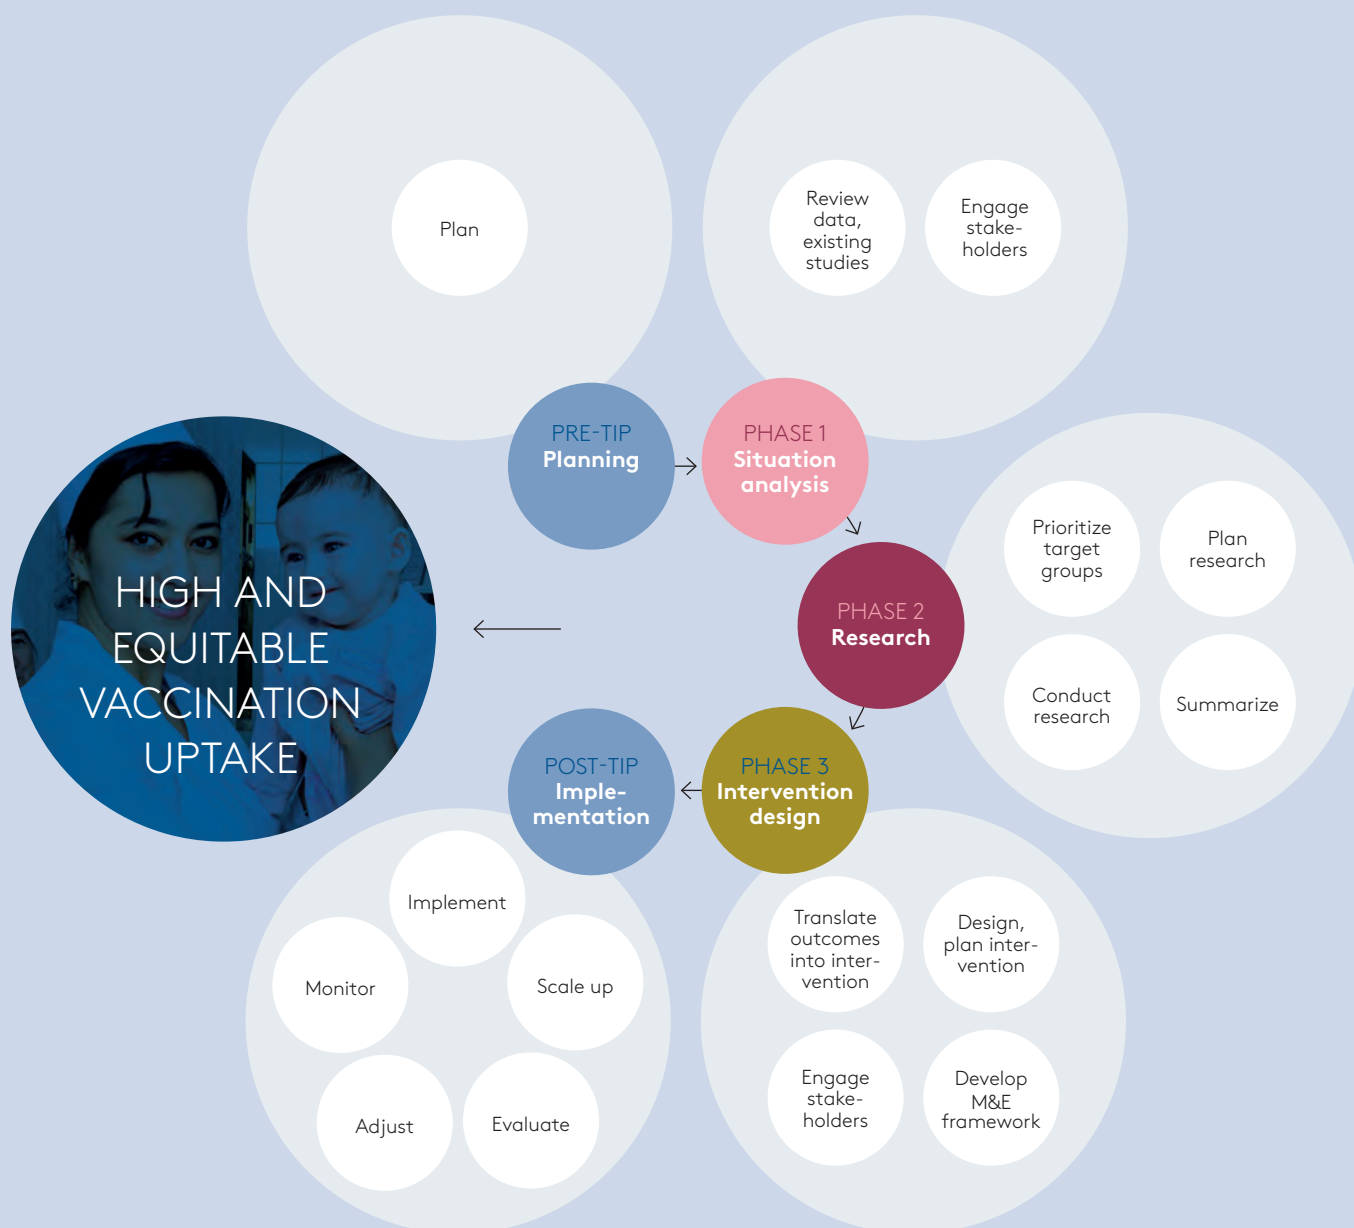 Plan
Review
data,
existing
studies
Engage
stake-
holders
PRE-TIP
Planning
PHASE 1
Situation
analysis
Prioritize
target
groups
Plan
research
Conduct
research
Summarize
PHASE 2
Research
HIGH AND
EQUITABLE
VACCINATION
UPTAKE
POST-TIP
Imple-
mentation
PHASE 3
Intervention
design
Implement
Monitor
Scale up
Adjust
Evaluate
Translate
outcomes
into inter-
vention
Design,
plan inter-
vention
Engage
stake-
holders
Develop
M&E
framework